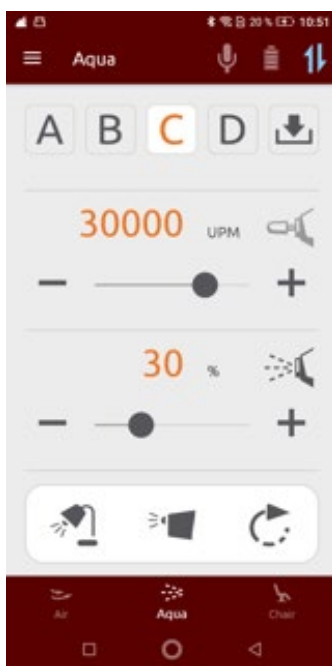 20 % 10:51
Aqua
A B C D
30000 UPM
30 %
Air Aqua Chair